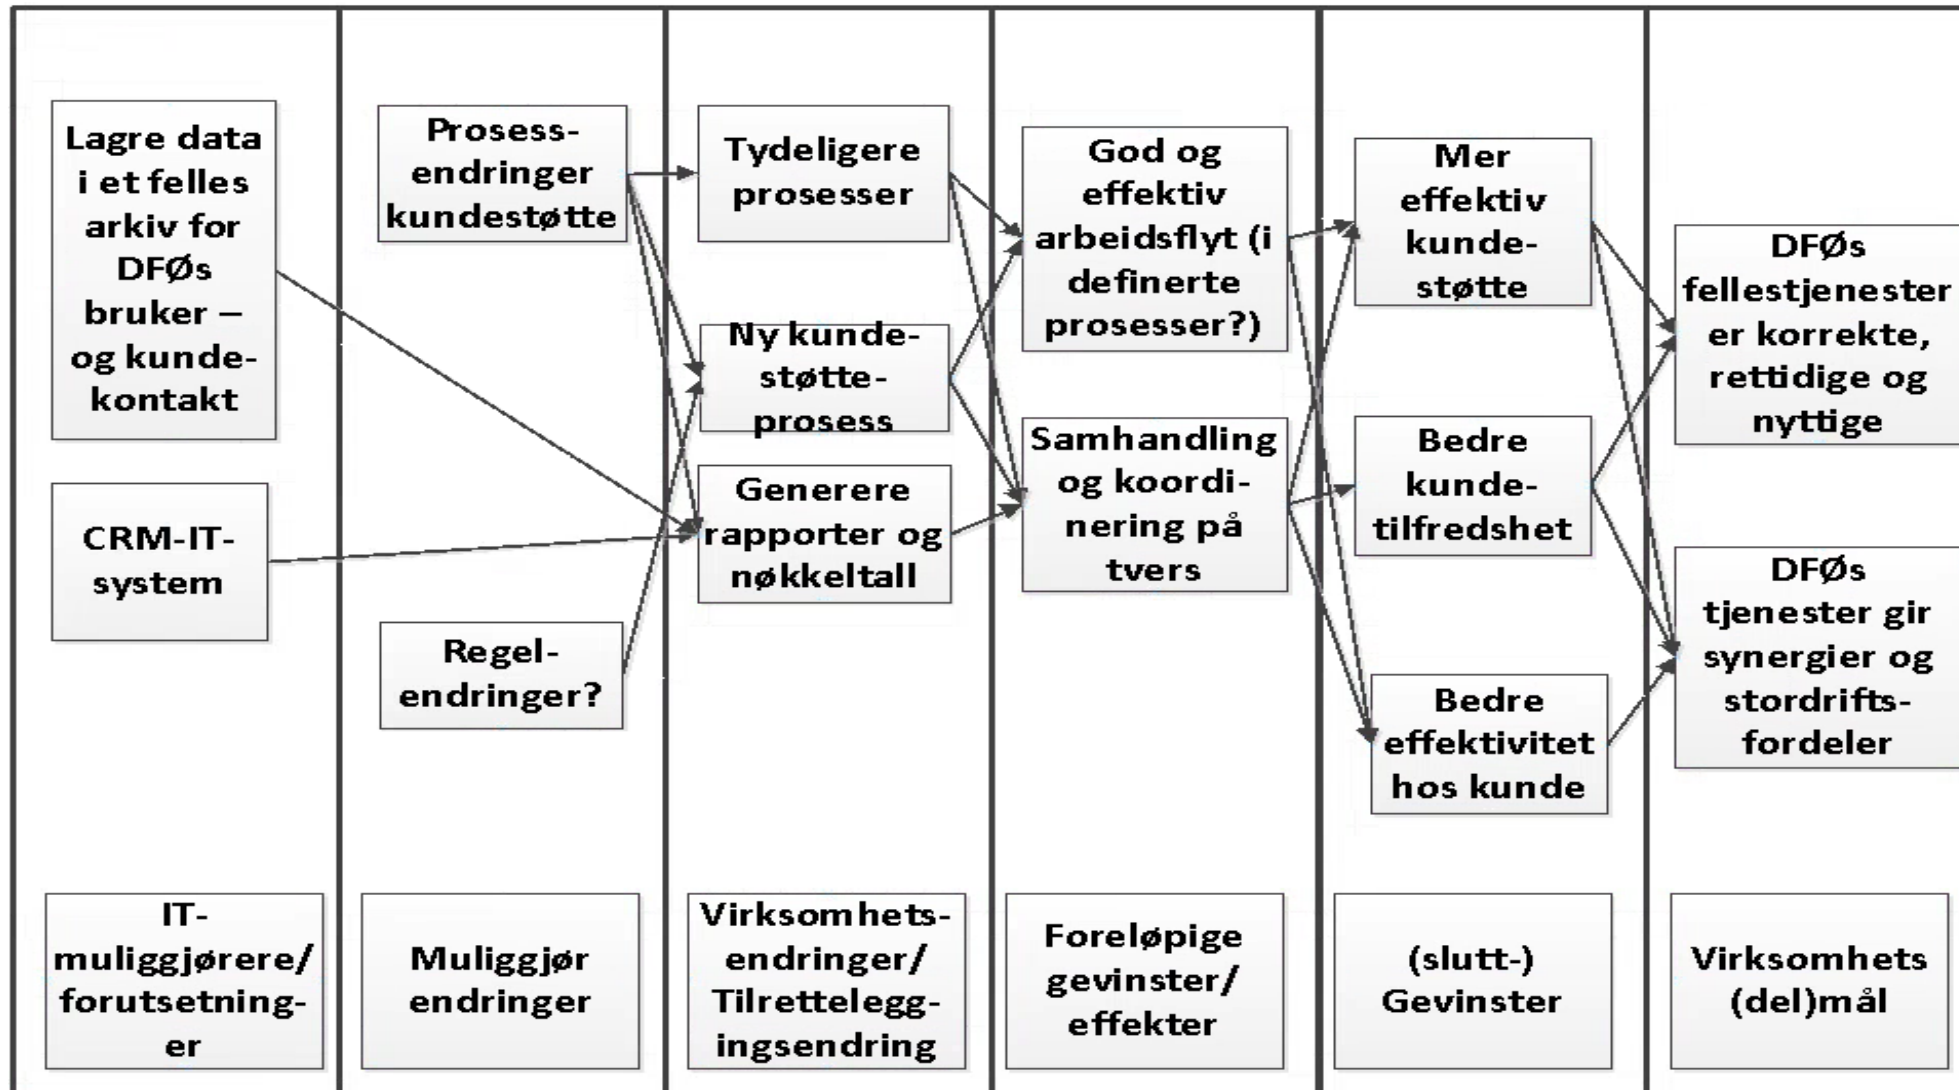 Lagre data
i et felles
arkiv for
DFØs
bruker –
og kunde-
kontakt
CRM-IT-
system
IT-
muliggjørere/
forutsetning-
er
Prosess-
endringer
kundestøtte
Regel-
endringer?
Muliggjør
endringer
Tydeligere
prosesser
Ny kunde-
støtte-
prosess
Generere
rapporter og
nøkkeltall
Virksomhets-
endringer/
Tilrettelegg-
ingsendring
God og
effektiv
arbeidsflyt (i
definerte
prosesser?)
Samhandling
og koordi-
nering på
tvers
Foreløpige
gevinster/
effekter
Mer
effektiv
kunde-
støtte
Bedre
kunde-
tilfredshet
Bedre
effektivitet
hos kunde
(slutt-)
Gevinster
DFØs
fellestjenester
er korrekte,
rettidige og
nyttige
DFØs
tjenester gir
synergier og
stordrifts-
fordeler
Virksomhets
(del)mål